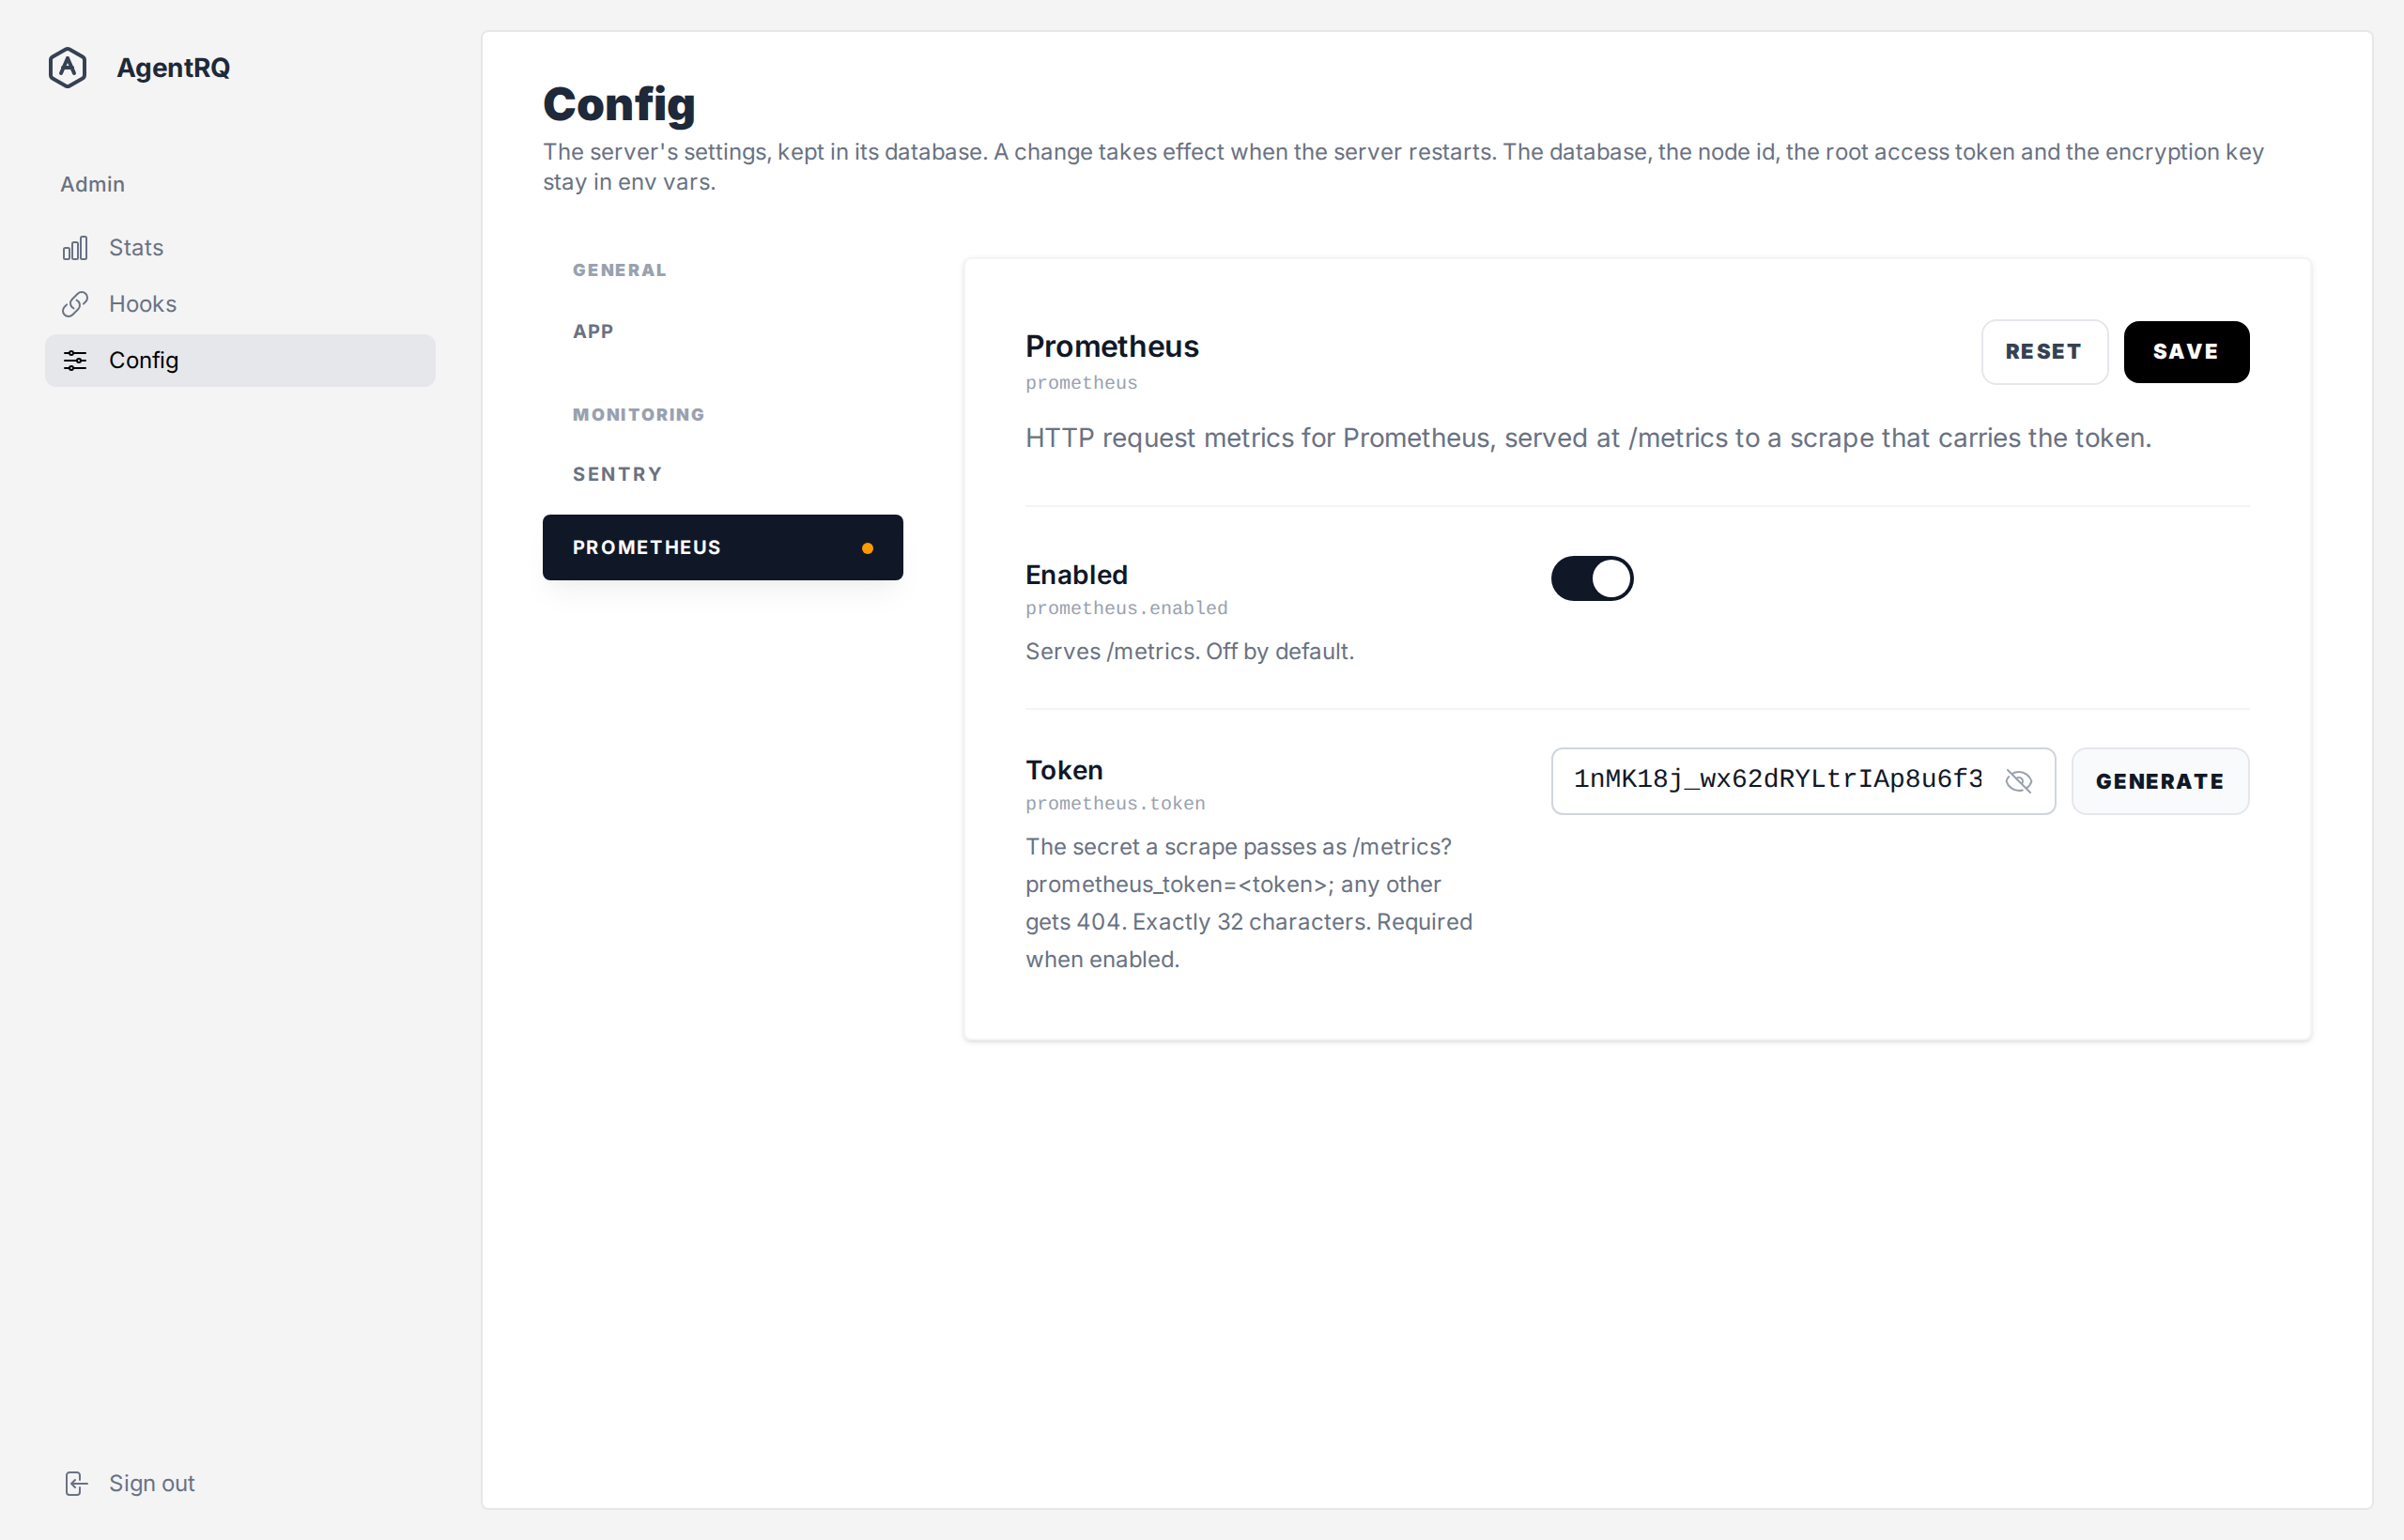 AgentRQ
Admin
Stats
Hooks
Config
Sign out
Config
The server's settings, kept in its database. A change takes effect when the server restarts. The database, the node id, the root access token and the encryption key
stay in env vars.
GENERAL
APP
MONITORING
SENTRY
PROMETHEUS
Prometheus
prometheus
RESET
SAVE
HTTP request metrics for Prometheus, served at /metrics to a scrape that carries the token.
Enabled
prometheus.enabled
Serves /metrics. Off by default.
Token
prometheus.token
The secret a scrape passes as /metrics?
prometheus_token=<token>; any other
gets 404. Exactly 32 characters. Required
when enabled.
1nMK18j_wx62dRYLtrIAp8u6f3
GENERATE